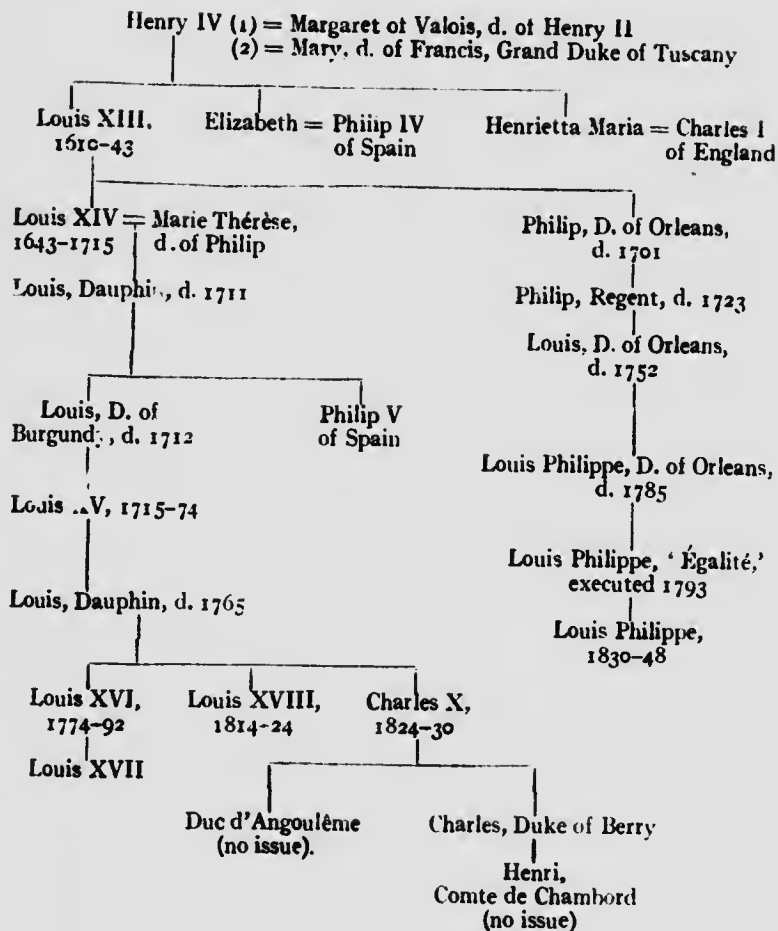 Henry IV (1) = Margaret of Valois, d. of Henry II
(2) = Mary, d. of Francis, Grand Duke of Tuscany
Louis XIII,
1610-43
Elizabeth = Philip IV
of Spain
Henrietta Maria = Charles I
of England
Louis XIV = Marie Thérèse,
1643-1715 d. of Philip
Philip, D. of Orleans,
d. 1701
Louis, Dauphin, d. 1711
Philip, Regent, d. 1723
Louis, D. of Orleans,
d. 1752
Louis, D. of
Burgundy, d. 1712
Philip V
of Spain
Louis Philippe, D. of Orleans,
d. 1785
Louis XV, 1715-74
Louis Philippe, ‘Égalité,’
executed 1793
Louis, Dauphin, d. 1765
Louis Philippe,
1830-48
Louis XVI,
1774-92
Louis XVIII,
1814-24
Charles X,
1824-30
Louis XVII
Duc d'Angoulême
(no issue).
Charles, Duke of Berry
Henri,
Comte de Chambord
(no issue)